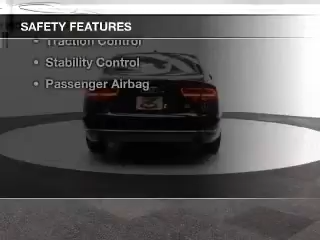 SAFETY FEATURES
• Traction Control
• Stability Control
• Passenger Airbag